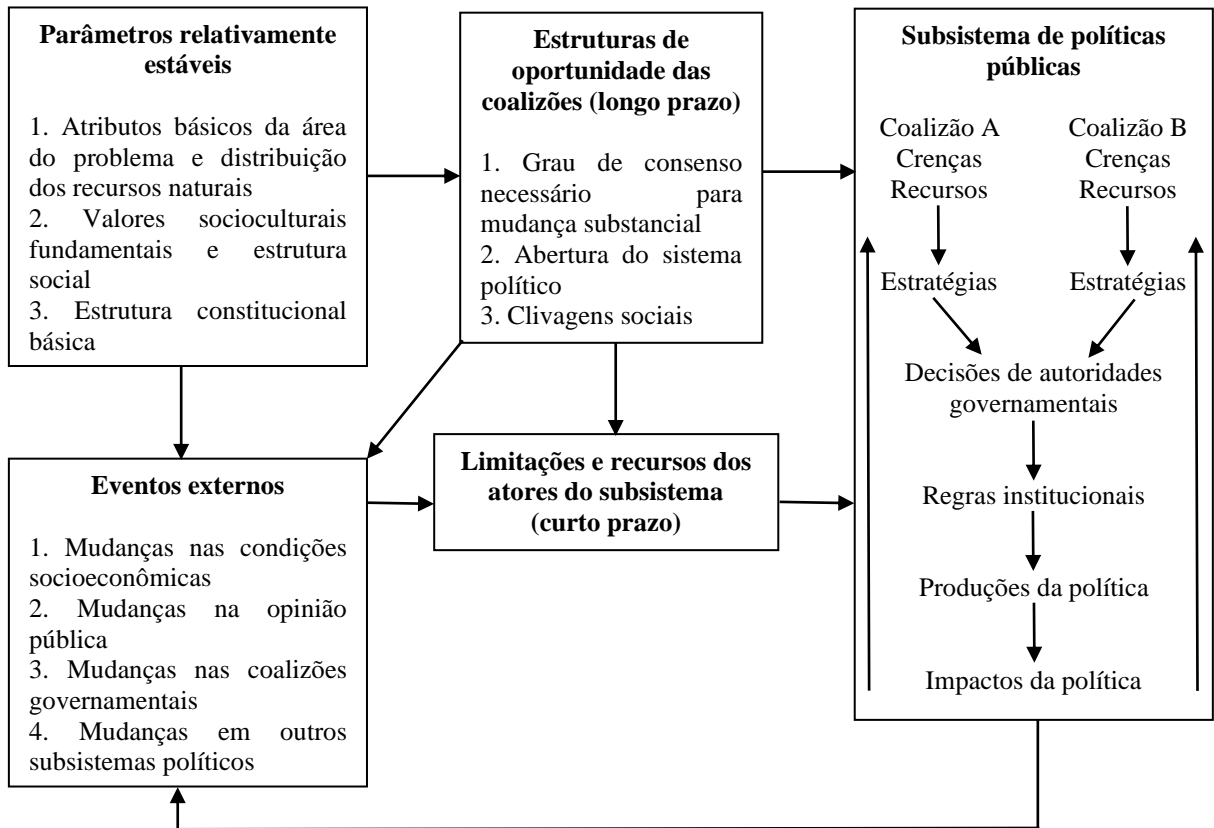 Parâmetros relativamente
estáveis
1. Atributos básicos da área
do problema e distribuição
dos recursos naturais
2. Valores socioculturais
fundamentais e estrutura
social
3. Estrutura constitucional
básica
Estruturas de
oportunidade das
coalizões (longo prazo)
1. Grau de consenso
necessário para
mudança substancial
2. Abertura do sistema
político
3. Clivagens sociais
Subsistema de políticas
públicas
Coalizão A
Crenças
Recursos
Coalizão B
Crenças
Recursos
Estratégias
Estratégias
Decisões de autoridades
governamentais
Regras institucionais
Produções da política
Impactos da política
Eventos externos
1. Mudanças nas condições
socioeconômicas
2. Mudanças na opinião
pública
3. Mudanças nas coalizões
governamentais
4. Mudanças em outros
subsistemas políticos
Limitações e recursos dos
atores do subsistema
(curto prazo)